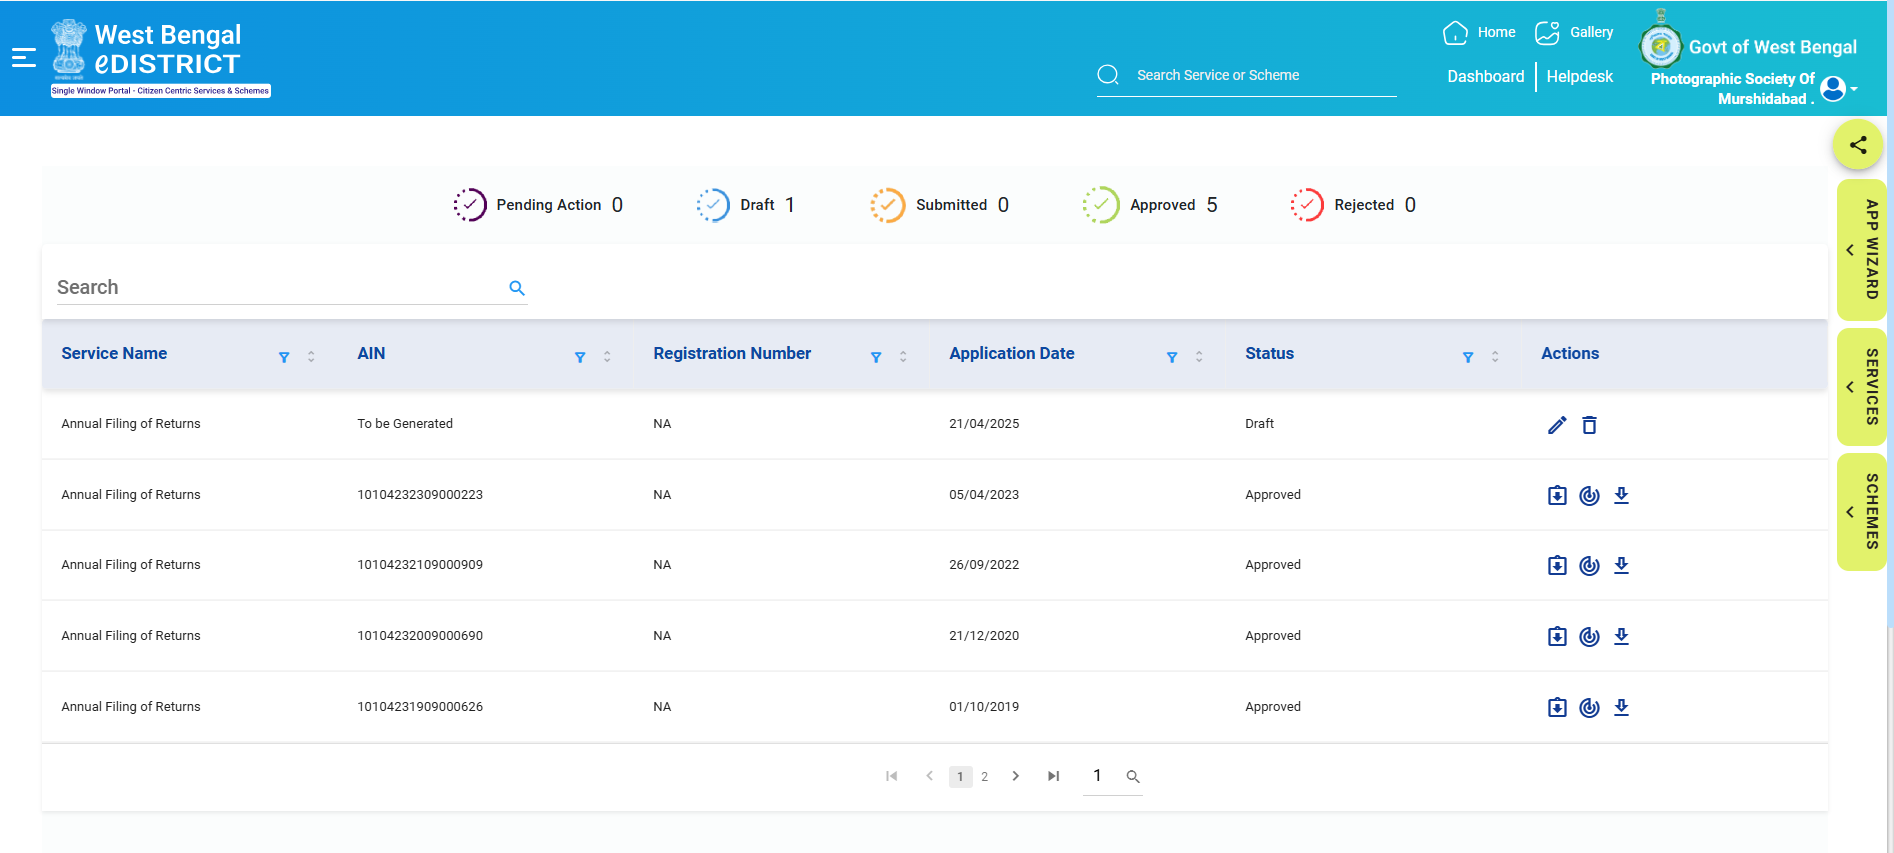 West Bengal
eDISTRICT
Single Window Portal - Citizen Centric Services & Schemes
Search Service or Scheme
Home
Gallery
Dashboard
Helpdesk
Govt of West Bengal
Photographic Society Of
Murshidabad .
Pending Action 0
Draft 1
Submitted 0
Approved 5
Rejected 0
APP WIZARD
SERVICES
SCHEMES
Search
Service Name AIN Registration Number Application Date Status Actions
Annual Filing of Returns To be Generated NA 21/04/2025 Draft
Annual Filing of Returns 10104232309000223 NA 05/04/2023 Approved
Annual Filing of Returns 10104232109000909 NA 26/09/2022 Approved
Annual Filing of Returns 10104232009000690 NA 21/12/2020 Approved
Annual Filing of Returns 10104231909000626 NA 01/10/2019 Approved
1 2 1